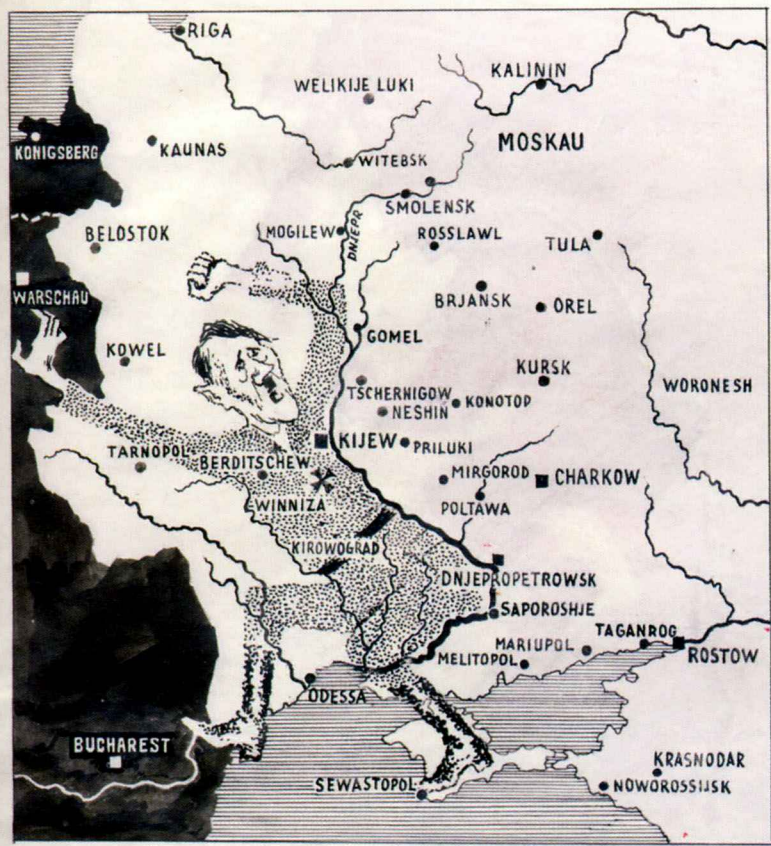 RIGA
KALININ
WELIKIJE LUKI
MOSKAU
KÖNIGSBERG
KAUNAS
WITEBSK
SMOLENSK
DNJEPR
MOGILEW
ROSSLAWL
TULA
BELOSTOK
WARSCHAU
BRJANSK
OREL
GOMEL
KOWEL
KURSK
TSCHERNIGOW
WORONESH
NESHIN
KONOTOP
KIJEW
PRILUKI
TARNOPOL
BERDITSCHEW
MIRGOROD
CHARKOW
WINNIZA
POLTAWA
KIROWOGRAD
DNJEPROPETROWSK
SAPOROSHJE
TAGANROG
MARIUPOL
MELITOPOL
ROSTOW
ODESSA
BUCHAREST
KRASNODAR
SEWASTOPOL
NOWOROSSIJSK